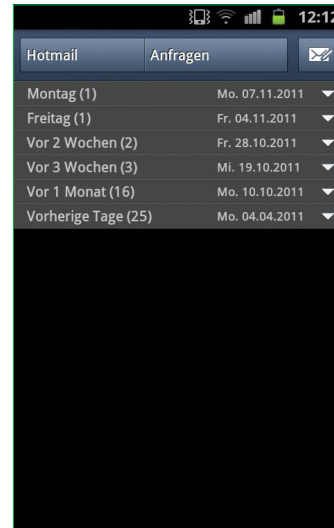 12:12
Hotmail Anfragen
Montag (1) Mo. 07.11.2011
Freitag (1) Fr. 04.11.2011
Vor 2 Wochen (2) Fr. 28.10.2011
Vor 3 Wochen (3) Mi. 19.10.2011
Vor 1 Monat (16) Mo. 10.10.2011
Vorherige Tage (25) Mo. 04.04.2011